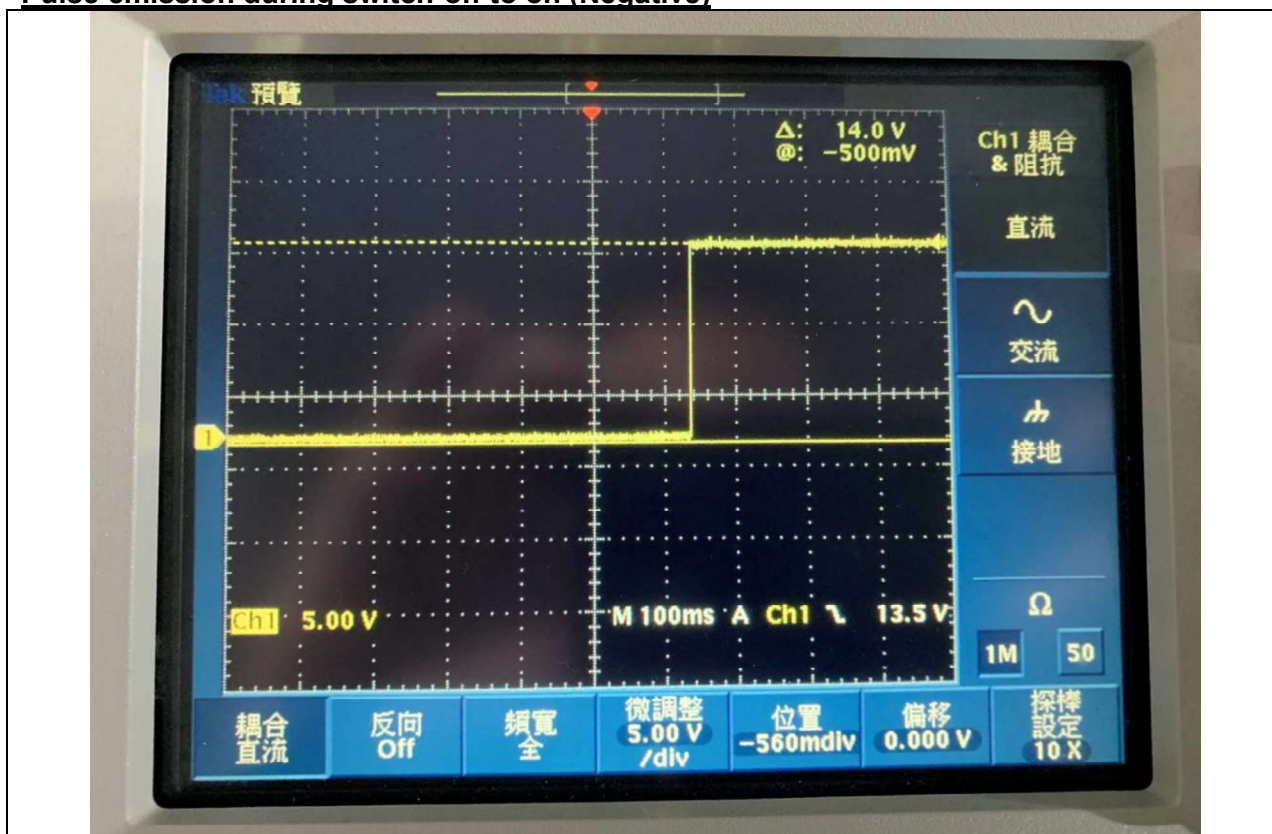 Pulse emission during switch off to on (Negative)
Tek 預覽
Δ: 14.0 V
@: -500mV
Ch1 耦合
& 阻抗
直流
交流
接地
1
Ch1 5.00 V
M 100ms A Ch1 13.5 V
Ω
1M 50
耦合
直流
反向
Off
頻寬
全
微調整
5.00 V
/div
位置
-560mdiv
偏移
0.000 V
探棒
設定
10 X